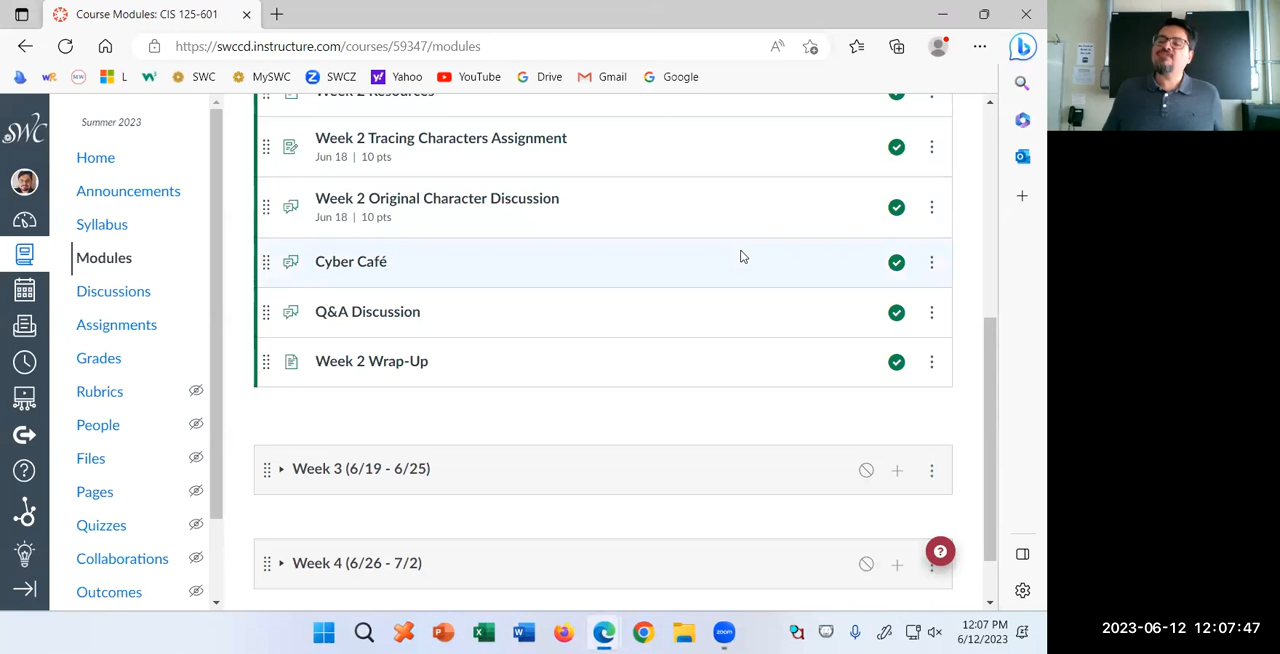 Course Modules: CIS 125-601
https://swccd.instructure.com/courses/59347/modules
L
SWC
MySWC
SWCZ
Yahoo
YouTube
Drive
Gmail
Google
SWC
Summer 2023
Home
Announcements
Syllabus
Modules
Discussions
Assignments
Grades
Rubrics
People
Files
Pages
Quizzes
Collaborations
Outcomes
Week 2 Resources
Week 2 Tracing Characters Assignment
Jun 18 | 10 pts
Week 2 Original Character Discussion
Jun 18 | 10 pts
Cyber Café
Q&A Discussion
Week 2 Wrap-Up
Week 3 (6/19 - 6/25)
Week 4 (6/26 - 7/2)
zoom
12:07 PM
6/12/2023
2023-06-12 12:07:47